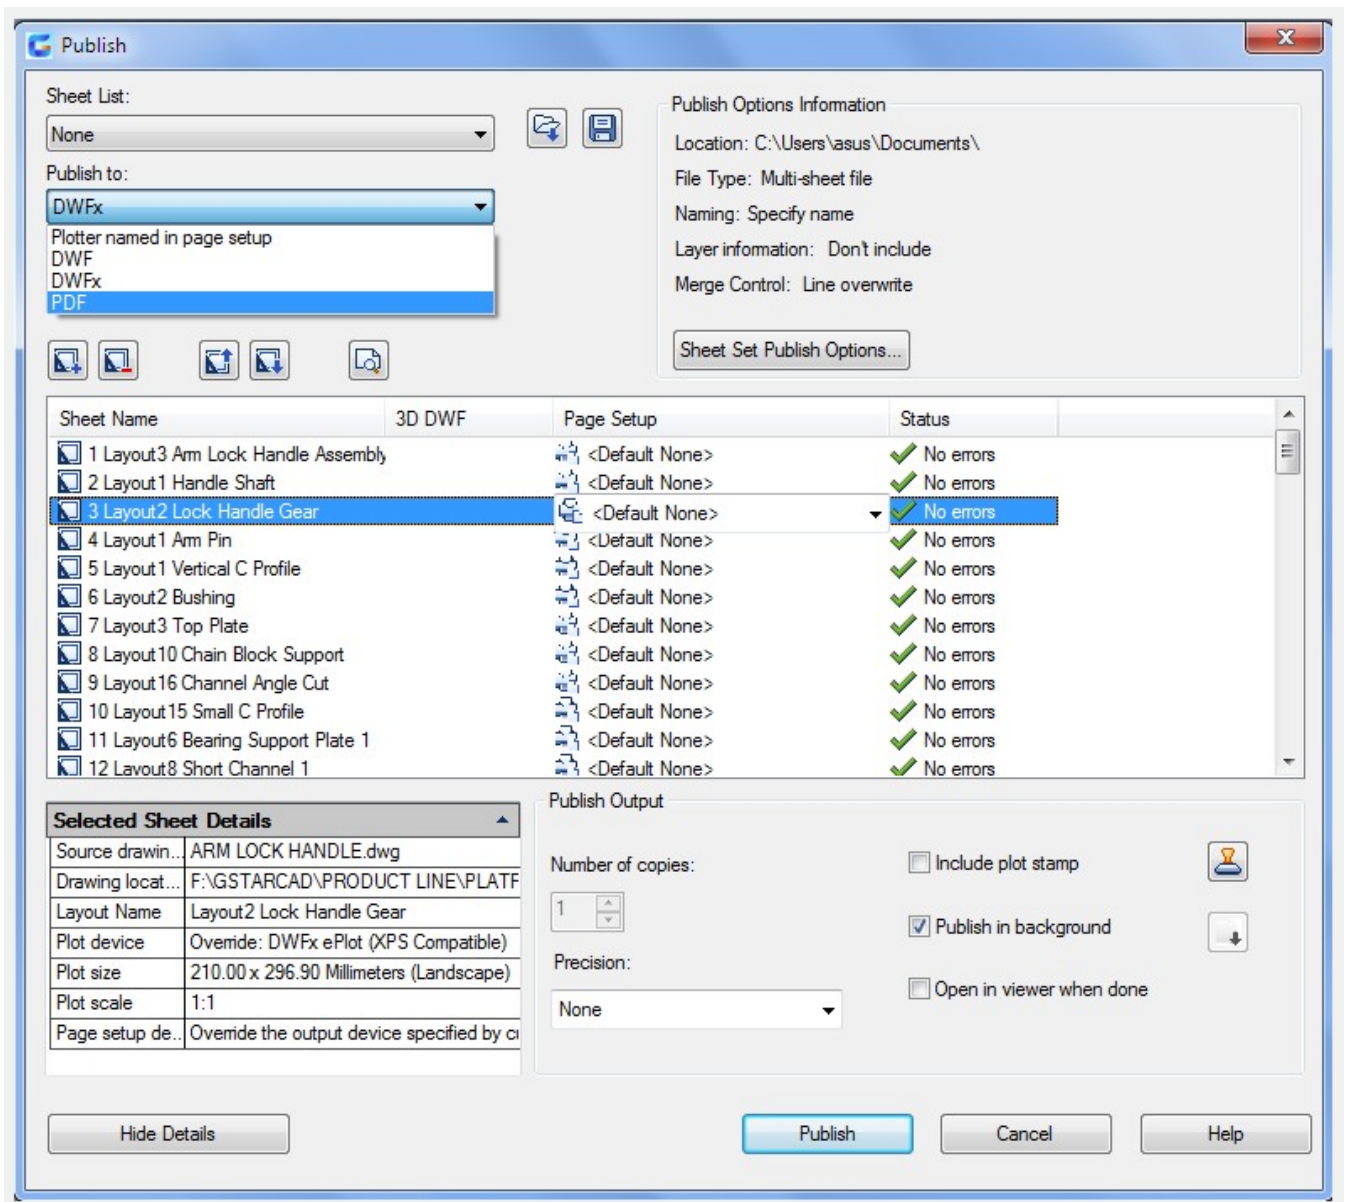 Publish
Sheet List:
None
Publish to:
DWFx
Plotter named in page setup
DWF
DWFx
PDF
Publish Options Information
Location: C:\Users\asus\Documents\
File Type: Multi-sheet file
Naming: Specify name
Layer information: Don't include
Merge Control: Line overwrite
Sheet Set Publish Options...
Sheet Name 3D DWF Page Setup Status
1 Layout3 Arm Lock Handle Assembly <Default None> No errors
2 Layout1 Handle Shaft <Default None> No errors
3 Layout2 Lock Handle Gear <Default None> No errors
4 Layout1 Arm Pin <Default None> No errors
5 Layout1 Vertical C Profile <Default None> No errors
6 Layout2 Bushing <Default None> No errors
7 Layout3 Top Plate <Default None> No errors
8 Layout10 Chain Block Support <Default None> No errors
9 Layout16 Channel Angle Cut <Default None> No errors
10 Layout15 Small C Profile <Default None> No errors
11 Layout6 Bearing Support Plate 1 <Default None> No errors
12 Layout8 Short Channel 1 <Default None> No errors
Selected Sheet Details
Source drawin... ARM LOCK HANDLE.dwg
Drawing locat... F:\GSTARCAD\PRODUCT LINE\PLATF
Layout Name Layout2 Lock Handle Gear
Plot device Override: DWFx ePlot (XPS Compatible)
Plot size 210.00 x 296.90 Millimeters (Landscape)
Plot scale 1:1
Page setup de... Override the output device specified by cu
Publish Output
Number of copies:
1
Precision:
None
Include plot stamp
Publish in background
Open in viewer when done
Hide Details
Publish
Cancel
Help